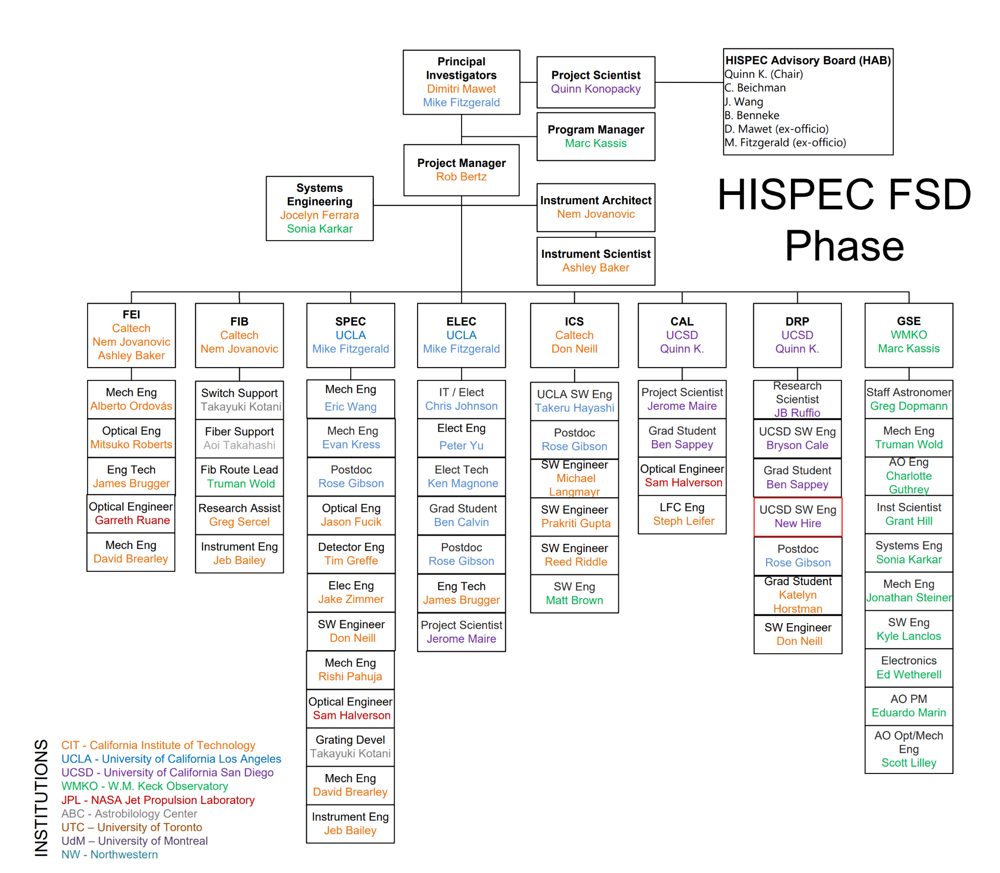 Principal
Investigators
Dimitri Mawet
Mike Fitzgerald
Project Scientist
Quinn Konopacky
HISPEC Advisory Board (HAB)
Quinn K. (Chair)
C. Beichman
J. Wang
B. Benneke
D. Mawet (ex-officio)
M. Fitzgerald (ex-officio)
Program Manager
Marc Kassis
Project Manager
Rob Bertz
Systems
Engineering
Jocelyn Ferrara
Sonia Karkar
Instrument Architect
Nem Jovanovic
Instrument Scientist
Ashley Baker
HISPEC FSD
Phase
FEI
Caltech
Nem Jovanovic
Ashley Baker
Mech Eng
Alberto Ordovás
Optical Eng
Mitsuko Roberts
Eng Tech
James Brugger
Optical Engineer
Garreth Ruane
Mech Eng
David Brearley
FIB
Caltech
Nem Jovanovic
Switch Support
Takayuki Kotani
Fiber Support
Aoi Takahashi
Fib Route Lead
Truman Wold
Research Assist
Greg Sercel
Instrument Eng
Jeb Bailey
SPEC
UCLA
Mike Fitzgerald
Mech Eng
Eric Wang
Mech Eng
Evan Kress
Postdoc
Rose Gibson
Optical Eng
Jason Fucik
Detector Eng
Tim Greffe
Elec Eng
Jake Zimmer
SW Engineer
Don Neill
Mech Eng
Rishi Pahuja
Optical Engineer
Sam Halverson
Grating Devel
Takayuki Kotani
Mech Eng
David Brearley
Instrument Eng
Jeb Bailey
ELEC
UCLA
Mike Fitzgerald
IT / Elect
Chris Johnson
Elect Eng
Peter Yu
Elect Tech
Ken Magnone
Grad Student
Ben Calvin
Postdoc
Rose Gibson
Eng Tech
James Brugger
Project Scientist
Jerome Maire
ICS
Caltech
Don Neill
UCLA SW Eng
Takeru Hayashi
Postdoc
Rose Gibson
SW Engineer
Michael
Langmayr
SW Engineer
Prakriti Gupta
SW Engineer
Reed Riddle
SW Eng
Matt Brown
CAL
UCSD
Quinn K.
Project Scientist
Jerome Maire
Grad Student
Ben Sappey
Optical Engineer
Sam Halverson
LFC Eng
Steph Leifer
DRP
UCSD
Quinn K.
Research
Scientist
JB Ruffio
UCSD SW Eng
Bryson Cale
Grad Student
Ben Sappey
UCSD SW Eng
New Hire
Postdoc
Rose Gibson
Grad Student
Katelyn
Horstman
SW Engineer
Don Neill
GSE
WMKO
Marc Kassis
Staff Astronomer
Greg Dopmann
Mech Eng
Truman Wold
AO Eng
Charlotte
Guthrey
Inst Scientist
Grant Hill
Systems Eng
Sonia Karkar
Mech Eng
Jonathan Steiner
SW Eng
Kyle Lanclos
Electronics
Ed Wetherell
AO PM
Eduardo Marin
AO Opt/Mech
Eng
Scott Lilley
INSTITUTIONS
CIT - California Institute of Technology
UCLA - University of California Los Angeles
UCSD - University of California San Diego
WMKO - W.M. Keck Observatory
JPL - NASA Jet Propulsion Laboratory
ABC - Astrobilology Center
UTC – University of Toronto
UdM – University of Montreal
NW - Northwestern